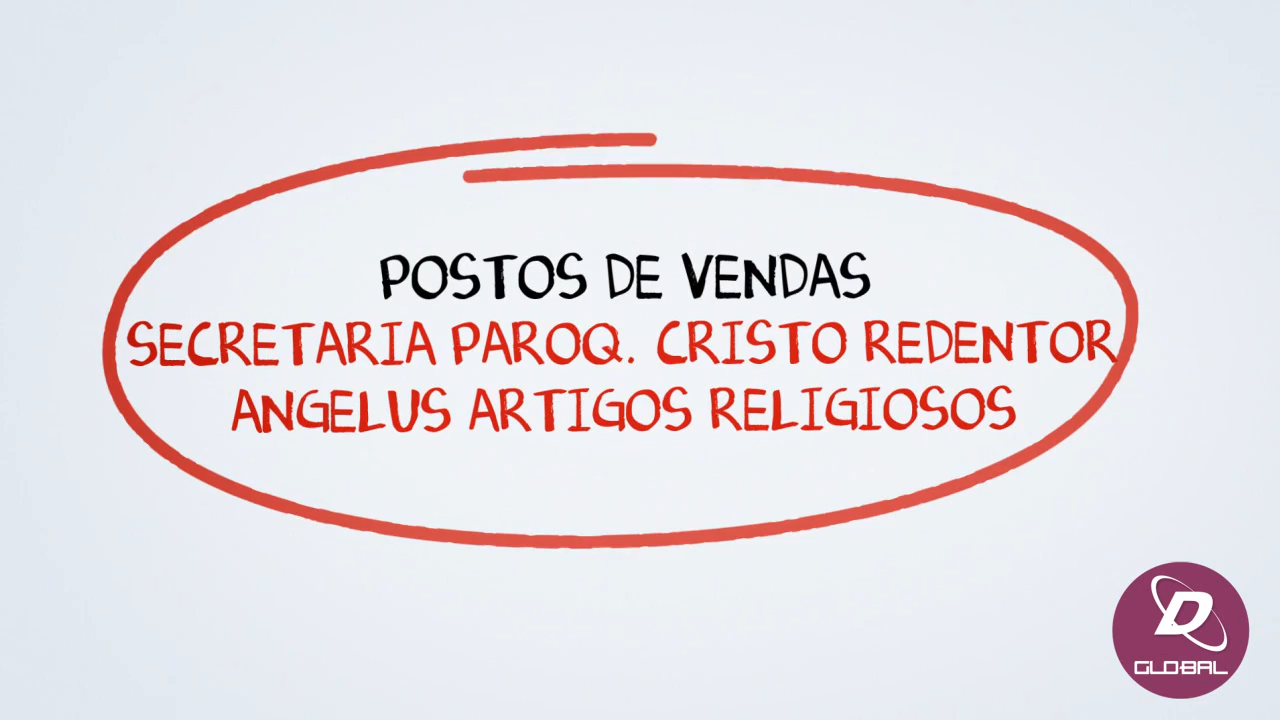 POSTOS DE VENDAS
SECRETARIA PAROQ. CRISTO REDENTOR
ANGELUS ARTIGOS RELIGIOSOS
D
GLOBAL